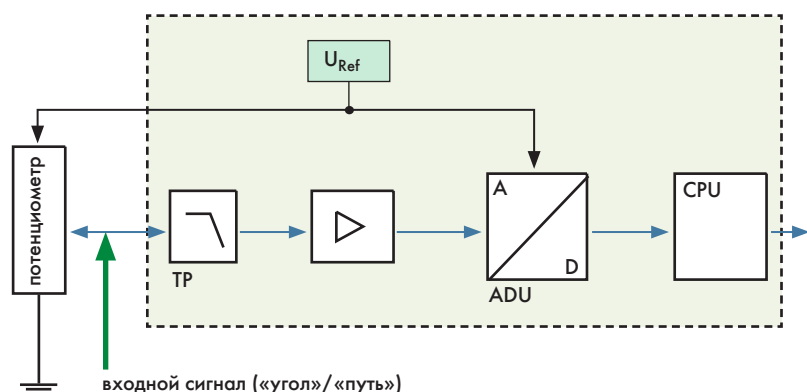 U_Ref
потенциометр
A
D
CPU
TP
ADU
входной сигнал («угол»/«путь»)